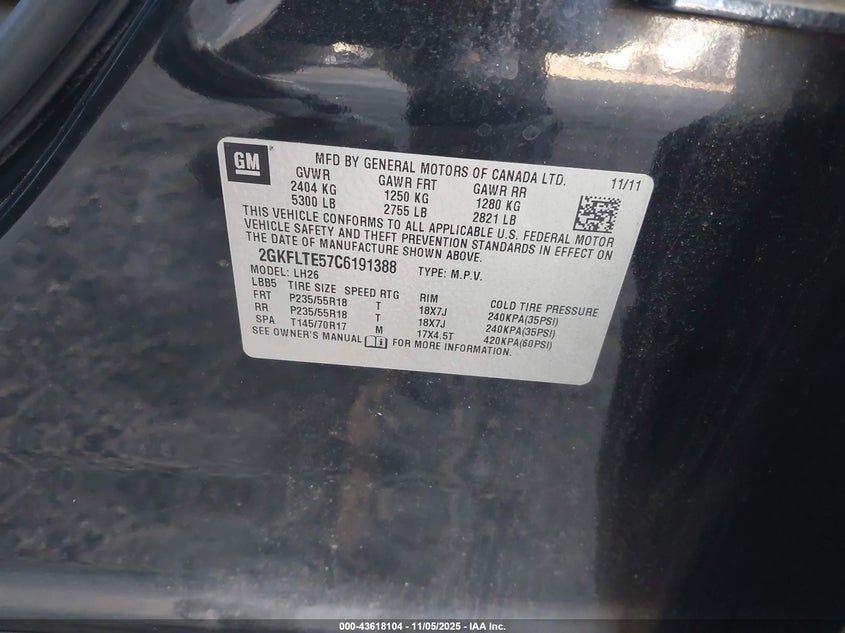 GM
MFD BY GENERAL MOTORS OF CANADA LTD. 11/11
GVWR GAWR FRT GAWR RR
2404 KG 1250 KG 1280 KG
5300 LB 2755 LB 2821 LB
THIS VEHICLE CONFORMS TO ALL APPLICABLE U.S. FEDERAL MOTOR
VEHICLE SAFETY AND THEFT PREVENTION STANDARDS IN EFFECT ON
THE DATE OF MANUFACTURE SHOWN ABOVE.
2GKFLTE57C6191388 TYPE: M.P.V.
MODEL: LH26
LBB5 TIRE SIZE SPEED RTG RIM COLD TIRE PRESSURE
FRT P235/55R18 T 18X7J 240KPA(35PSI)
RR P235/55R18 T 18X7J 240KPA(35PSI)
SPA T145/70R17 M 17X4.5T 420KPA(60PSI)
SEE OWNER'S MANUAL FOR MORE INFORMATION.
000-43618104 - 11/05/2025 - IAA Inc.